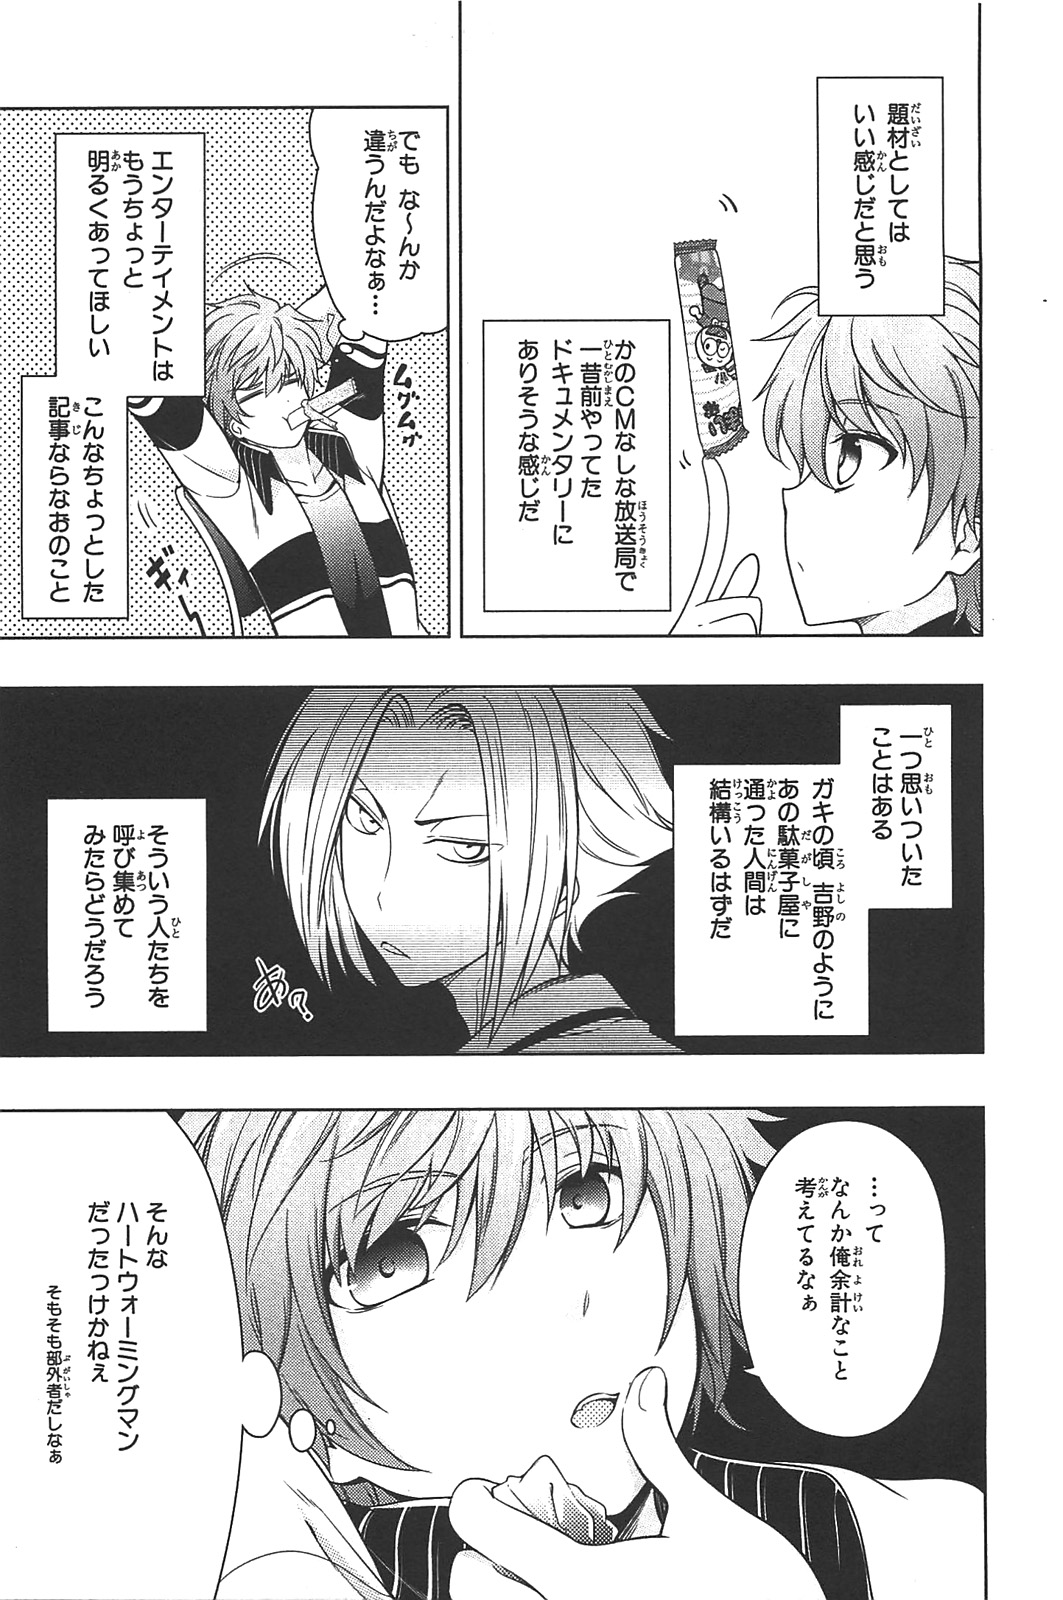 題材としては
いい感じだと思う
かのCMなしな放送局で
一昔前やってた
ドキュメンタリーに
ありそうな感じだ
でも な〜んか
違うんだよなぁ…
エンターテイメントは
もうちょっと
明るくあってほしい
こんなちょっとした
記事ならなおのこと
ムグムグ
ギィーッ
一つ思いついた
ことはある
ガキの頃 吉野のように
あの駄菓子屋に
通った人間は
結構いるはずだ
あ?
そういう人たちを
呼び集めて
みたらどうだろう
…って
なんか俺余計なこと
考えてるなぁ
そんな
ハートウォーミングマン
だったっけかねぇ
そもそも部外者だしなぁ